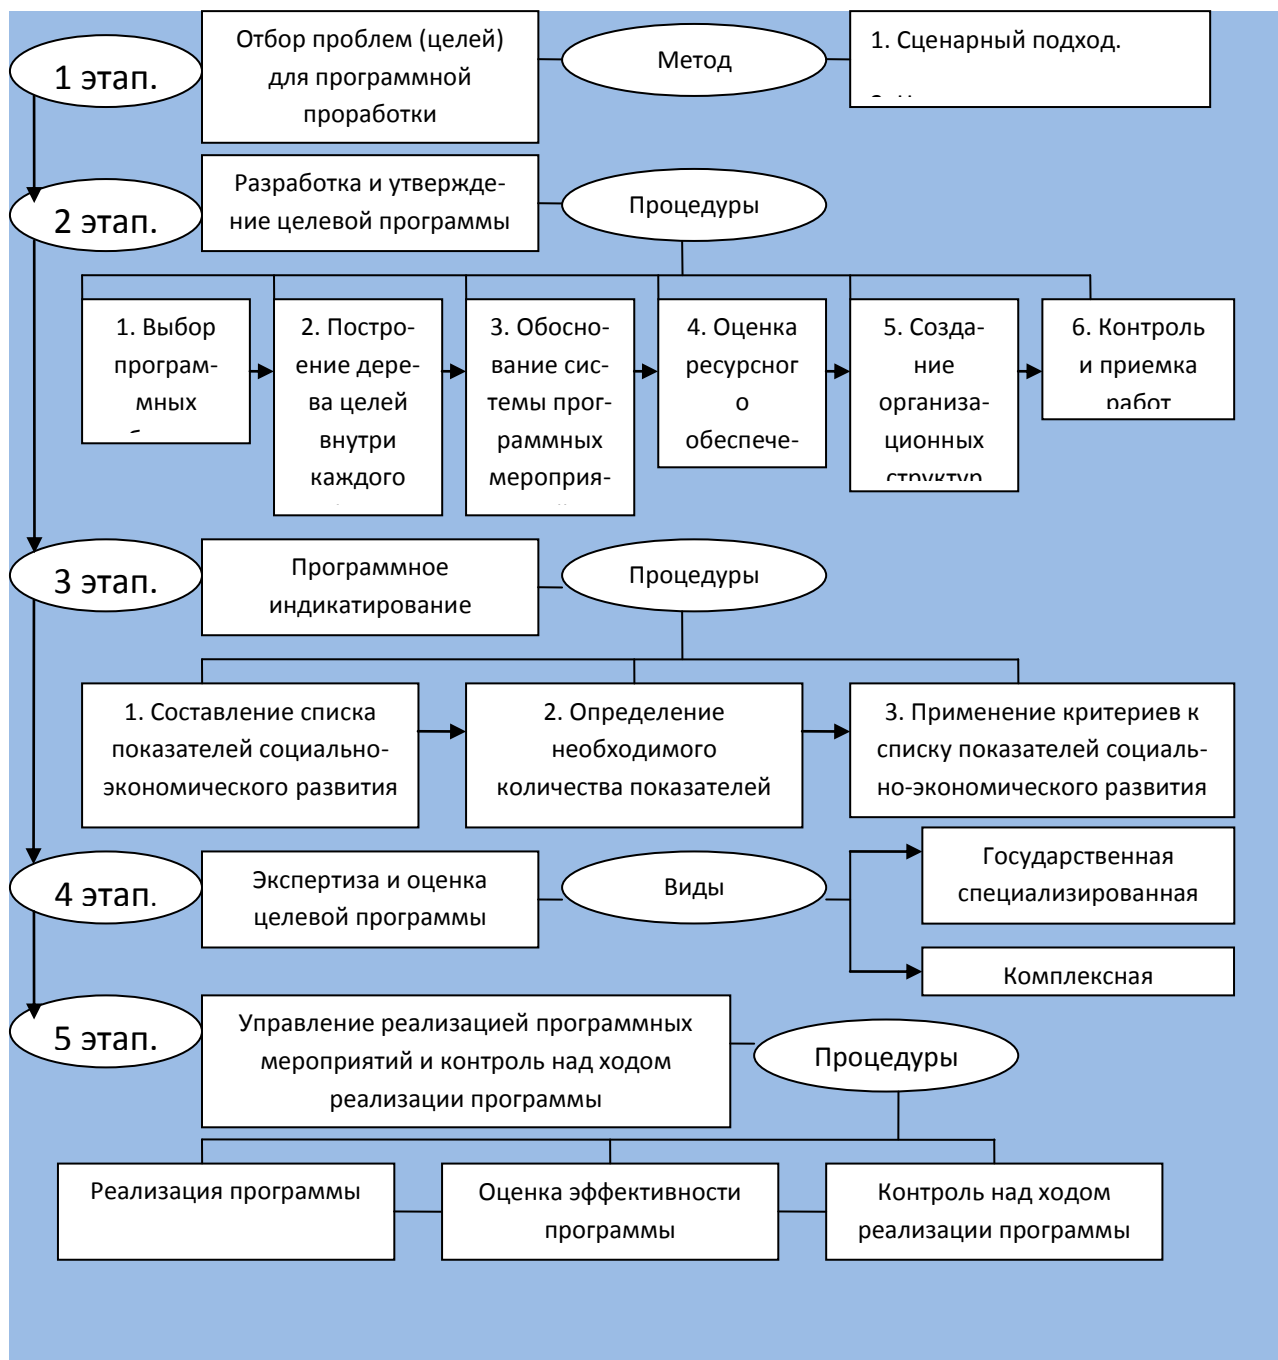 1 этап.
Отбор проблем (целей)
для программной
проработки
Метод
1. Сценарный подход.
2 этап.
Разработка и утвержде-
ние целевой программы
Процедуры
1. Выбор
програм-
мных
2. Постро-
ение дере-
ва целей
внутри
каждого
3. Обосно-
вание сис-
темы прог-
раммных
мероприя-
4. Оценка
ресурсног
о
обеспече-
5. Созда-
ние
организа-
ционных
структур
6. Контроль
и приемка
работ
3 этап.
Программное
индикатирование
Процедуры
1. Составление списка
показателей социально-
экономического развития
2. Определение
необходимого
количества показателей
3. Применение критериев к
списку показателей социаль-
но-экономического развития
4 этап.
Экспертиза и оценка
целевой программы
Виды
Государственная
специализированная
Комплексная
5 этап.
Управление реализацией программных
мероприятий и контроль над ходом
реализации программы
Процедуры
Реализация программы
Оценка эффективности
программы
Контроль над ходом
реализации программы